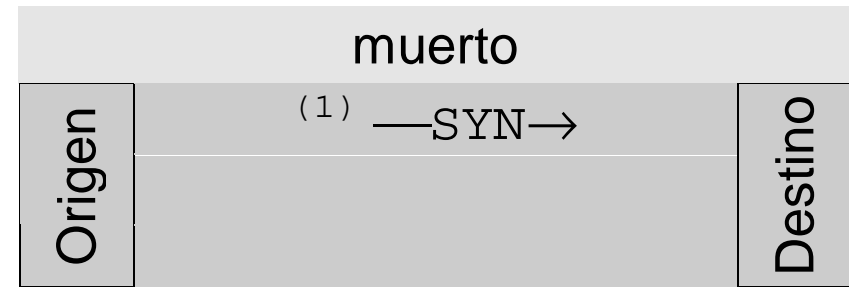 muerto
Origen
(1) —SYN→
Destino